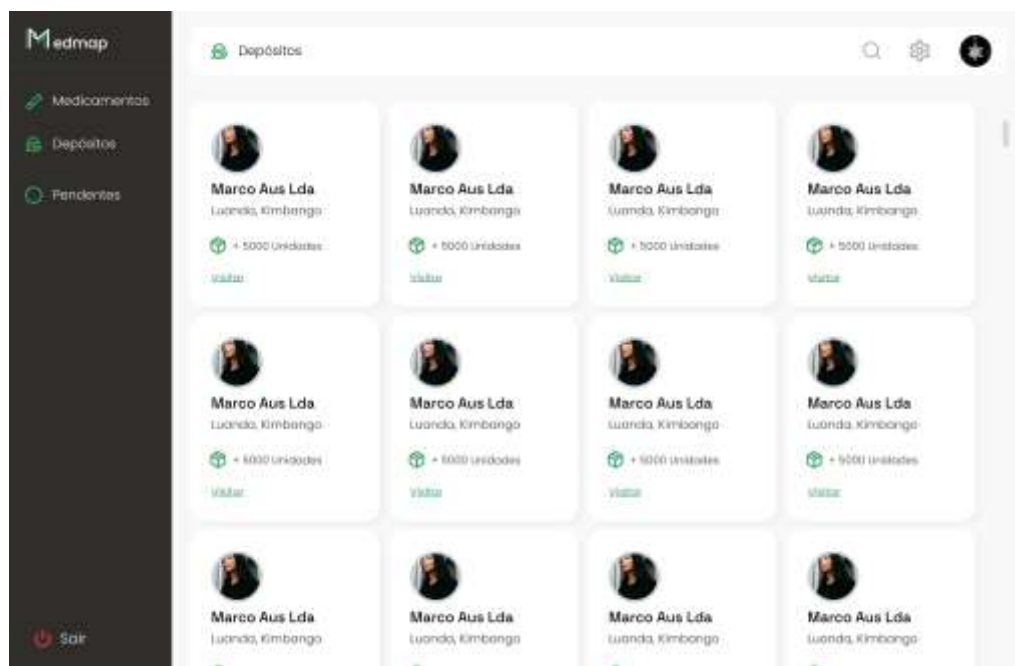 Medmap
Medicamentos
Depósitos
Pendentes
Sair
Depósitos
Marco Aus Lda
Luanda, Kimbango
+ 5000 Unidades
Visitar
Marco Aus Lda
Luanda, Kimbango
+ 5000 Unidades
Visitar
Marco Aus Lda
Luanda, Kimbango
+ 5000 Unidades
Visitar
Marco Aus Lda
Luanda, Kimbango
+ 5000 Unidades
Visitar
Marco Aus Lda
Luanda, Kimbango
+ 5000 Unidades
Visitar
Marco Aus Lda
Luanda, Kimbango
+ 5000 Unidades
Visitar
Marco Aus Lda
Luanda, Kimbango
+ 5000 Unidades
Visitar
Marco Aus Lda
Luanda, Kimbango
+ 5000 Unidades
Visitar
Marco Aus Lda
Luanda, Kimbango
Marco Aus Lda
Luanda, Kimbango
Marco Aus Lda
Luanda, Kimbango
Marco Aus Lda
Luanda, Kimbango